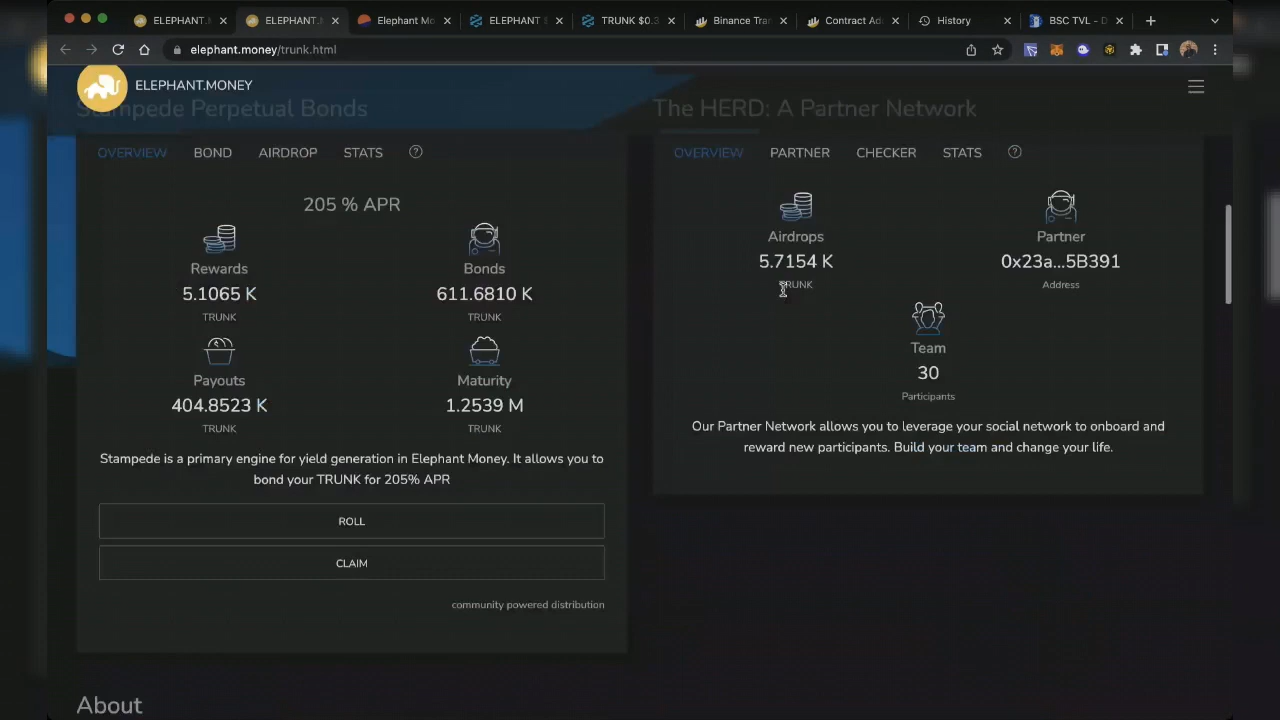 ELEPHANT.
ELEPHANT.
Elephant Mo
ELEPHANT $
TRUNK $0.3
Binance Tra
Contract Ad
History
BSC TVL - D
elephant.money/trunk.html
ELEPHANT.MONEY
Stampede Perpetual Bonds
OVERVIEW BOND AIRDROP STATS ?
205 % APR
Rewards
5.1065 K
TRUNK
Bonds
611.6810 K
TRUNK
Payouts
404.8523 K
TRUNK
Maturity
1.2539 M
TRUNK
Stampede is a primary engine for yield generation in Elephant Money. It allows you to
bond your TRUNK for 205% APR
ROLL
CLAIM
community powered distribution
The HERD: A Partner Network
OVERVIEW PARTNER CHECKER STATS ?
Airdrops
5.7154 K
TRUNK
Partner
0x23a...5B391
Address
Team
30
Participants
Our Partner Network allows you to leverage your social network to onboard and
reward new participants. Build your team and change your life.
About